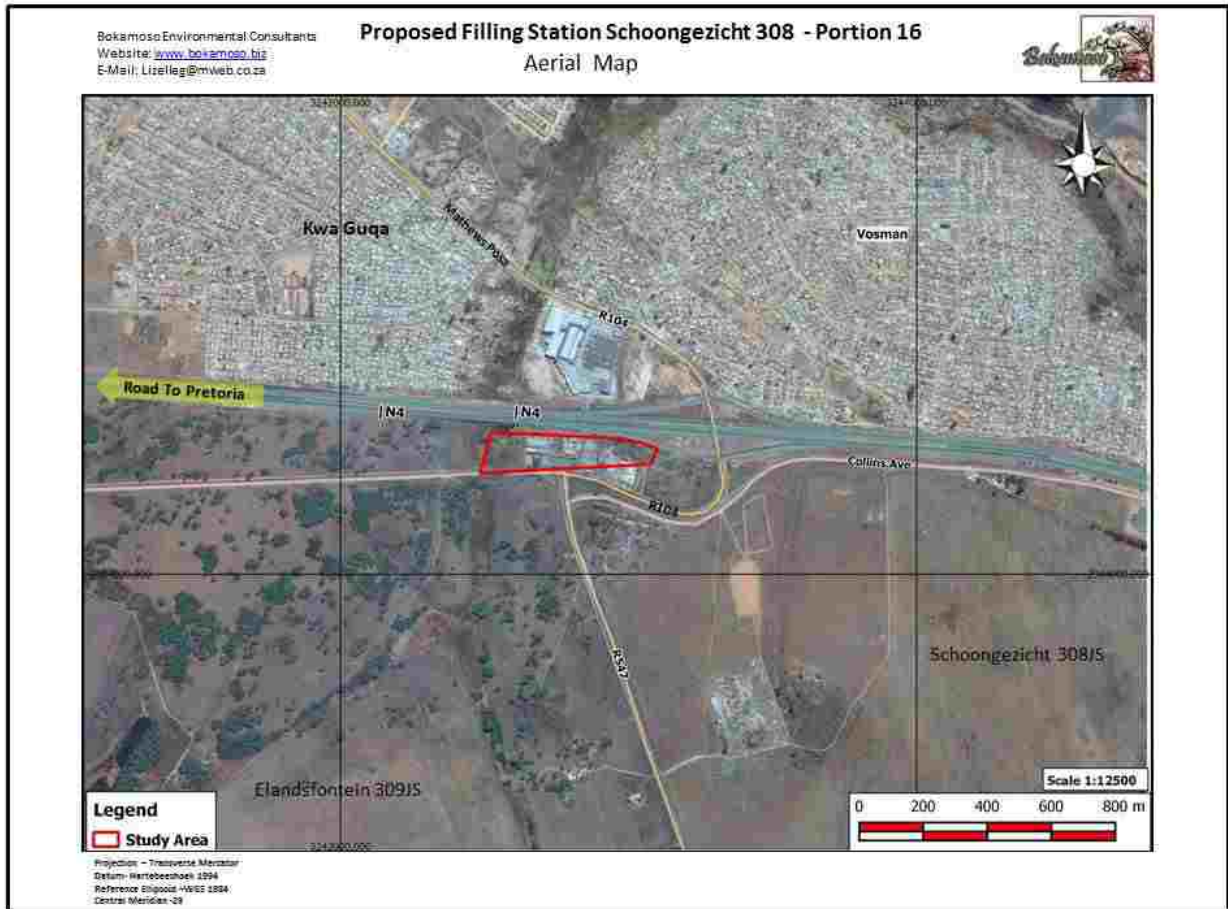 Bokamoso Environmental Consultants
Website: www.bokamoso.biz
E-Mail: Lizelleg@mweb.co.za
Proposed Filling Station Schoongezicht 308 - Portion 16
Aerial Map
Bokamoso
Kwa Guqa
Mathews Posa
Vosman
R104
Road To Pretoria
N4
N4
Collins Ave
R104
R547
Schoongezicht 308JS
Elandsfontein 309JS
Scale 1:12500
0 200 400 600 800 m
Legend
Study Area
Projection - Transverse Mercator
Datum- Hartebeeshoek 1994
Reference Ellipsoid -WGS 1984
Central Meridian -29